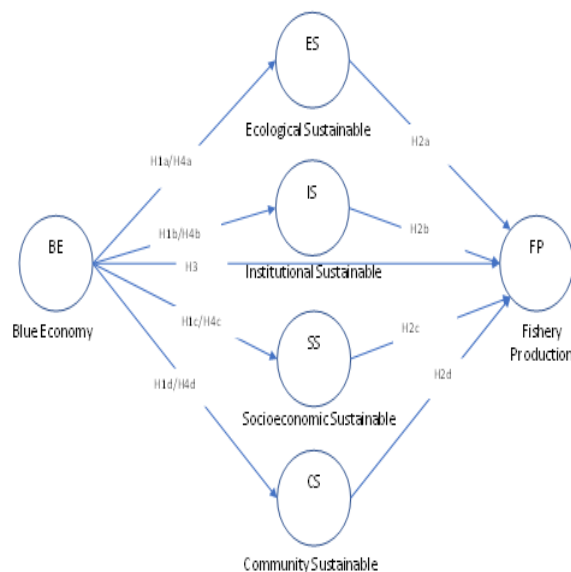 ES
Ecological Sustainable
H2a
H1a/H4a
IS
H1b/H4b
H2b
BE
FP
H3
Institutional Sustainable
Blue Economy
Fishery
Production
H1c/H4c
SS
H2c
H1d/H4d
H2d
Socioeconomic Sustainable
CS
Community Sustainable